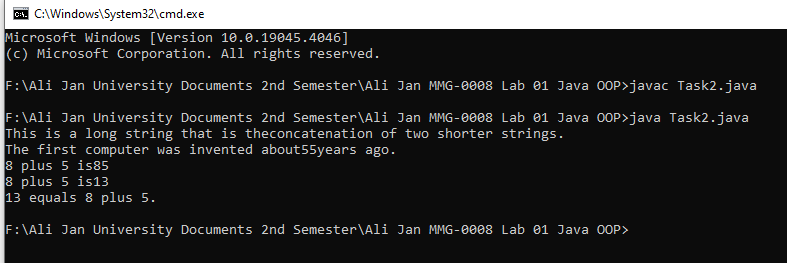 C:\Windows\System32\cmd.exe
Microsoft Windows [Version 10.0.19045.4046]
(c) Microsoft Corporation. All rights reserved.
F:\Ali Jan University Documents 2nd Semester\Ali Jan MMG-0008 Lab 01 Java OOP>javac Task2.java
F:\Ali Jan University Documents 2nd Semester\Ali Jan MMG-0008 Lab 01 Java OOP>java Task2.java
This is a long string that is theconcatenation of two shorter strings.
The first computer was invented about55years ago.
8 plus 5 is85
8 plus 5 is13
13 equals 8 plus 5.
F:\Ali Jan University Documents 2nd Semester\Ali Jan MMG-0008 Lab 01 Java OOP>